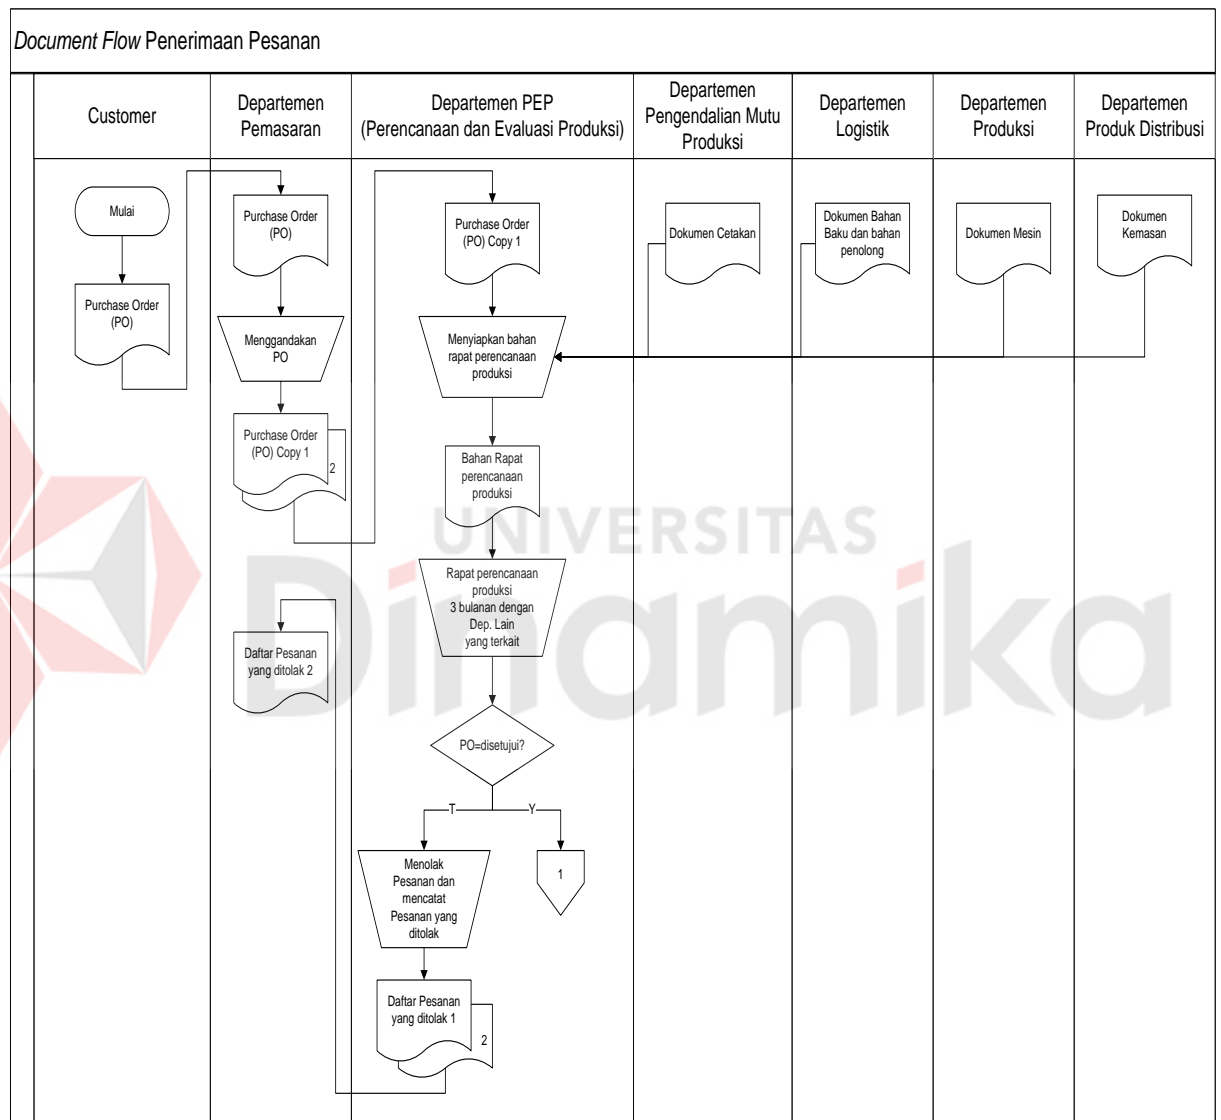 Document Flow Penerimaan Pesanan
Customer
Departemen
Pemasaran
Departemen PEP
(Perencanaan dan Evaluasi Produksi)
Departemen
Pengendalian Mutu
Produksi
Departemen
Logistik
Departemen
Produksi
Departemen
Produk Distribusi
Mulai
Purchase Order
(PO)
Purchase Order
(PO)
Menggandakan
PO
Purchase Order
(PO) Copy 1
2
Daftar Pesanan
yang ditolak 2
Purchase Order
(PO) Copy 1
Menyiapkan bahan
rapat perencanaan
produksi
Bahan Rapat
perencanaan
produksi
Rapat perencanaan
produksi
3 bulanan dengan
Dep. Lain
yang terkait
PO=disetujui?
T
Y
Menolak
Pesanan dan
mencatat
Pesanan yang
ditolak
1
Daftar Pesanan
yang ditolak 1
2
Dokumen Cetakan
Dokumen Bahan
Baku dan bahan
penolong
Dokumen Mesin
Dokumen
Kemasan
UNIVERSITAS
Dinamika